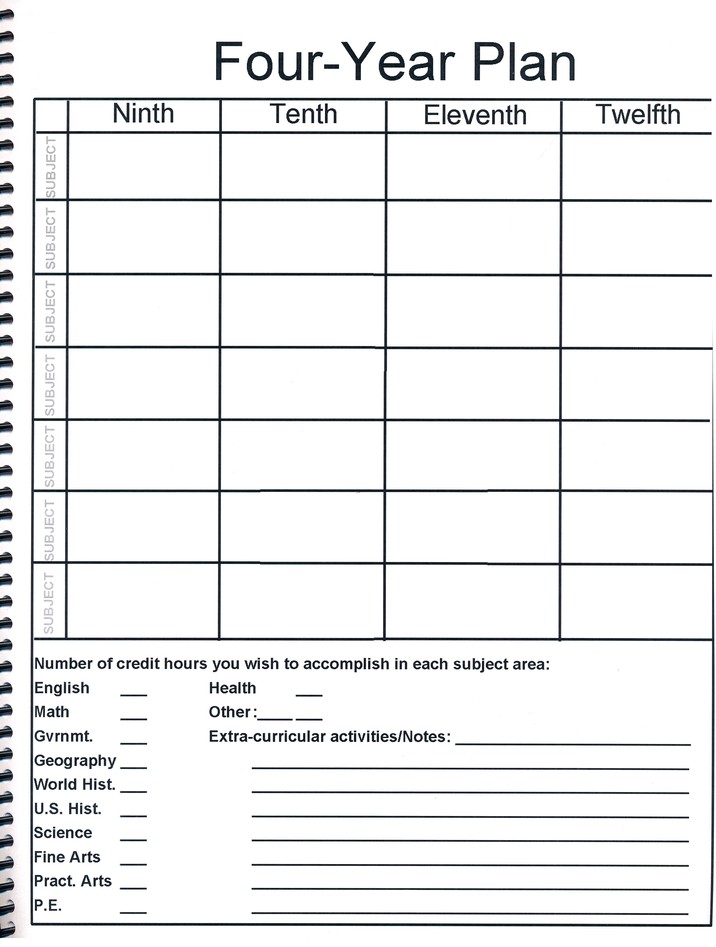 Four-Year Plan
Ninth Tenth Eleventh Twelfth
SUBJECT
SUBJECT
SUBJECT
SUBJECT
SUBJECT
SUBJECT
SUBJECT
Number of credit hours you wish to accomplish in each subject area:
English ___ Health ___
Math ___ Other:____ ___
Gvrnmt. ___ Extra-curricular activities/Notes: ___
Geography ___
World Hist. ___
U.S. Hist. ___
Science ___
Fine Arts ___
Pract. Arts ___
P.E. ___